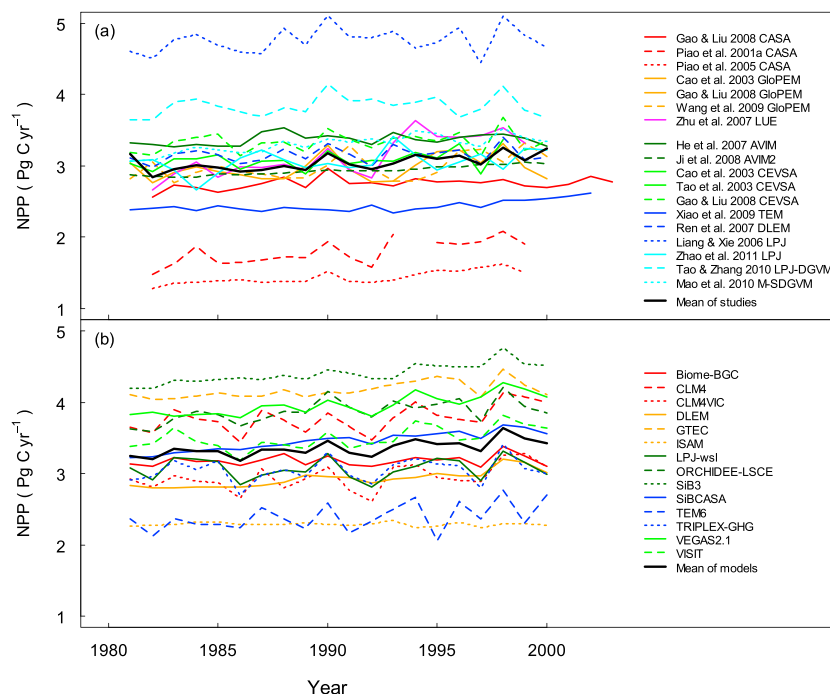 (a)
5
4
3
2
1
NPP ( Pg C yr⁻¹ )
Gao & Liu 2008 CASA
Piao et al. 2001a CASA
Piao et al. 2005 CASA
Cao et al. 2003 GloPEM
Gao & Liu 2008 GloPEM
Wang et al. 2009 GloPEM
Zhu et al. 2007 LUE
He et al. 2007 AVIM
Ji et al. 2008 AVIM2
Cao et al. 2003 CEVSA
Tao et al. 2003 CEVSA
Gao & Liu 2008 CEVSA
Xiao et al. 2009 TEM
Ren et al. 2007 DLEM
Liang & Xie 2006 LPJ
Zhao et al. 2011 LPJ
Tao & Zhang 2010 LPJ-DGVM
Mao et al. 2010 M-SDGVM
Mean of studies
(b)
5
4
3
2
1
NPP ( Pg C yr⁻¹ )
Biome-BGC
CLM4
CLM4VIC
DLEM
GTEC
ISAM
LPJ-wsl
ORCHIDEE-LSCE
SiB3
SiBCASA
TEM6
TRIPLEX-GHG
VEGAS2.1
VISIT
Mean of models
1980 1985 1990 1995 2000
Year